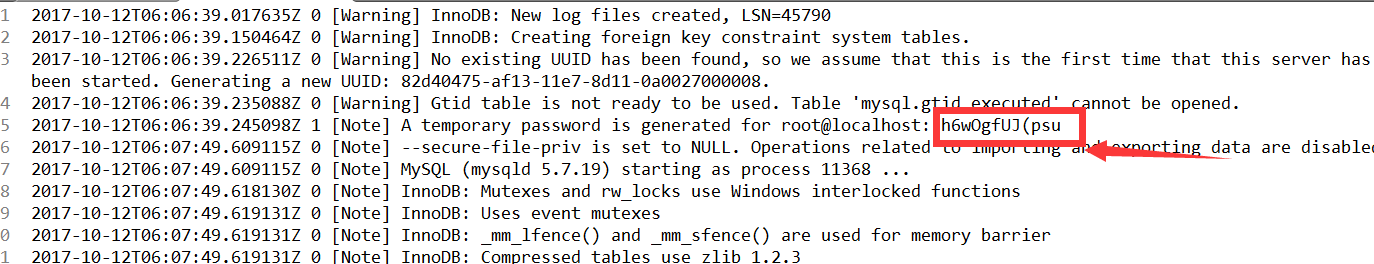 1 2017-10-12T06:06:39.017635Z 0 [Warning] InnoDB: New log files created, LSN=45790
2 2017-10-12T06:06:39.150464Z 0 [Warning] InnoDB: Creating foreign key constraint system tables.
3 2017-10-12T06:06:39.226511Z 0 [Warning] No existing UUID has been found, so we assume that this is the first time that this server has
been started. Generating a new UUID: 82d40475-af13-11e7-8d11-0a0027000008.
4 2017-10-12T06:06:39.235088Z 0 [Warning] Gtid table is not ready to be used. Table 'mysql.gtid_executed' cannot be opened.
5 2017-10-12T06:06:39.245098Z 1 [Note] A temporary password is generated for root@localhost: h6wOgfUJ(psu
6 2017-10-12T06:07:49.609115Z 0 [Note] --secure-file-priv is set to NULL. Operations related to importing and exporting data are disabled
7 2017-10-12T06:07:49.609115Z 0 [Note] MySQL (mysqld 5.7.19) starting as process 11368 ...
8 2017-10-12T06:07:49.618130Z 0 [Note] InnoDB: Mutexes and rw_locks use Windows interlocked functions
9 2017-10-12T06:07:49.619131Z 0 [Note] InnoDB: Uses event mutexes
0 2017-10-12T06:07:49.619131Z 0 [Note] InnoDB: _mm_lfence() and _mm_sfence() are used for memory barrier
1 2017-10-12T06:07:49.619131Z 0 [Note] InnoDB: Compressed tables use zlib 1.2.3